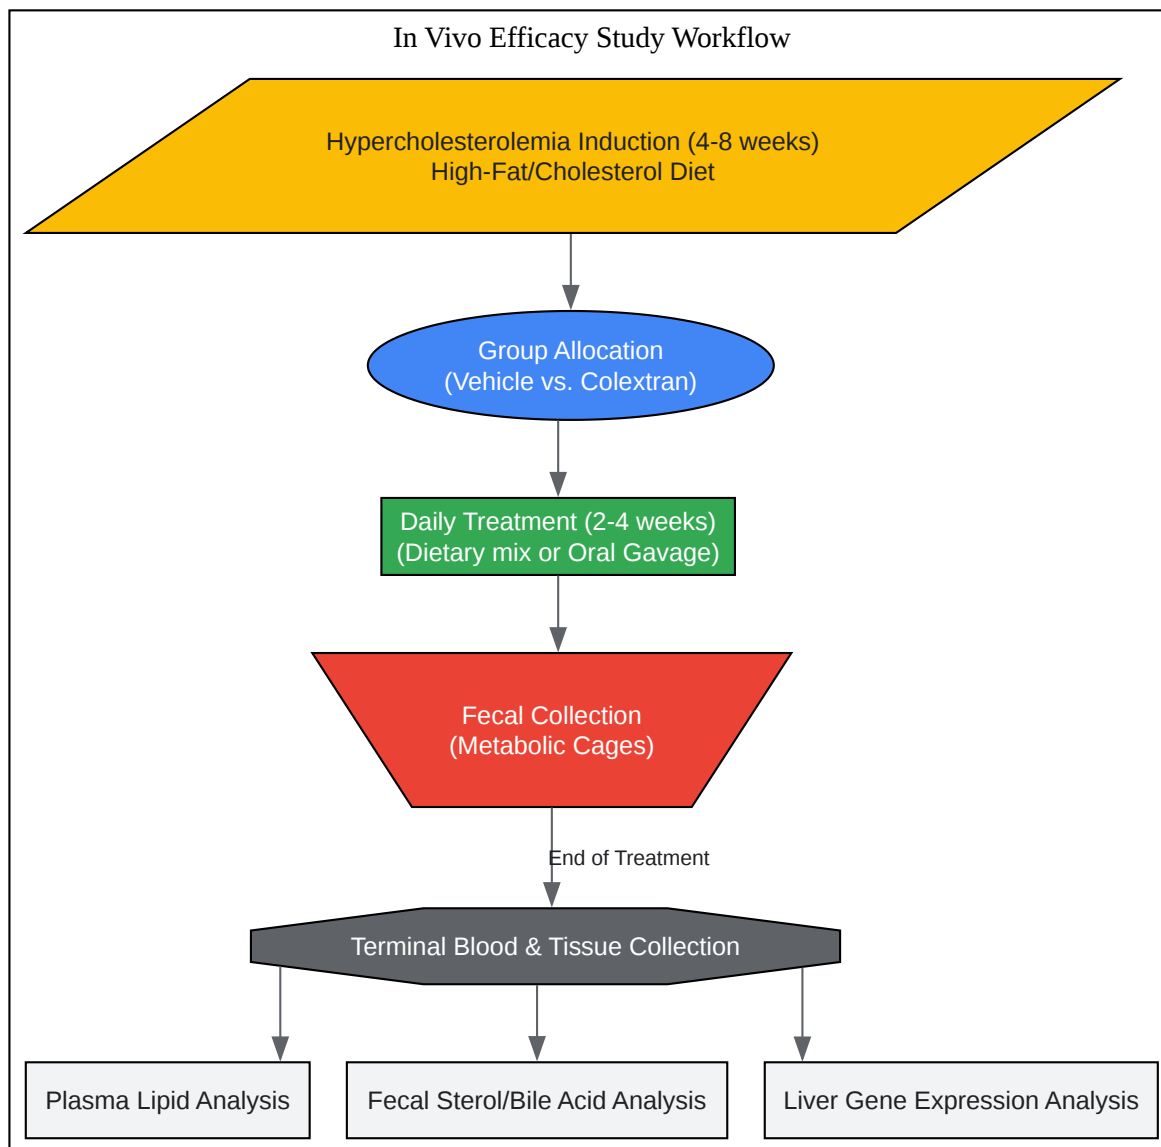 In Vivo Efficacy Study Workflow
Hypercholesterolemia Induction (4-8 weeks)
High-Fat/Cholesterol Diet
Group Allocation
(Vehicle vs. Colextran)
Daily Treatment (2-4 weeks)
(Dietary mix or Oral Gavage)
Fecal Collection
(Metabolic Cages)
End of Treatment
Terminal Blood & Tissue Collection
Plasma Lipid Analysis
Fecal Sterol/Bile Acid Analysis
Liver Gene Expression Analysis